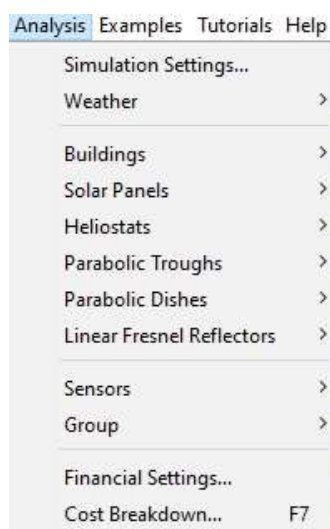 Analysis Examples Tutorials Help
Simulation Settings...
Weather >
Buildings >
Solar Panels >
Heliostats >
Parabolic Troughs >
Parabolic Dishes >
Linear Fresnel Reflectors >
Sensors >
Group >
Financial Settings...
Cost Breakdown... F7